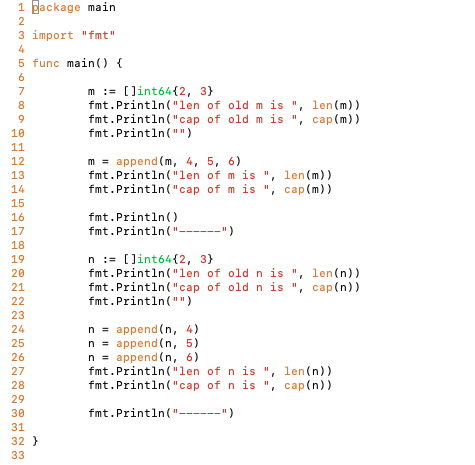 1 package main
2
3 import "fmt"
4
5 func main() {
6
7 m := []int64{2, 3}
8 fmt.Println("len of old m is ", len(m))
9 fmt.Println("cap of old m is ", cap(m))
10 fmt.Println("")
11
12 m = append(m, 4, 5, 6)
13 fmt.Println("len of m is ", len(m))
14 fmt.Println("cap of m is ", cap(m))
15
16 fmt.Println()
17 fmt.Println("------")
18
19 n := []int64{2, 3}
20 fmt.Println("len of old n is ", len(n))
21 fmt.Println("cap of old n is ", cap(n))
22 fmt.Println("")
23
24 n = append(n, 4)
25 n = append(n, 5)
26 n = append(n, 6)
27 fmt.Println("len of n is ", len(n))
28 fmt.Println("cap of n is ", cap(n))
29
30 fmt.Println("------")
31
32 }
33